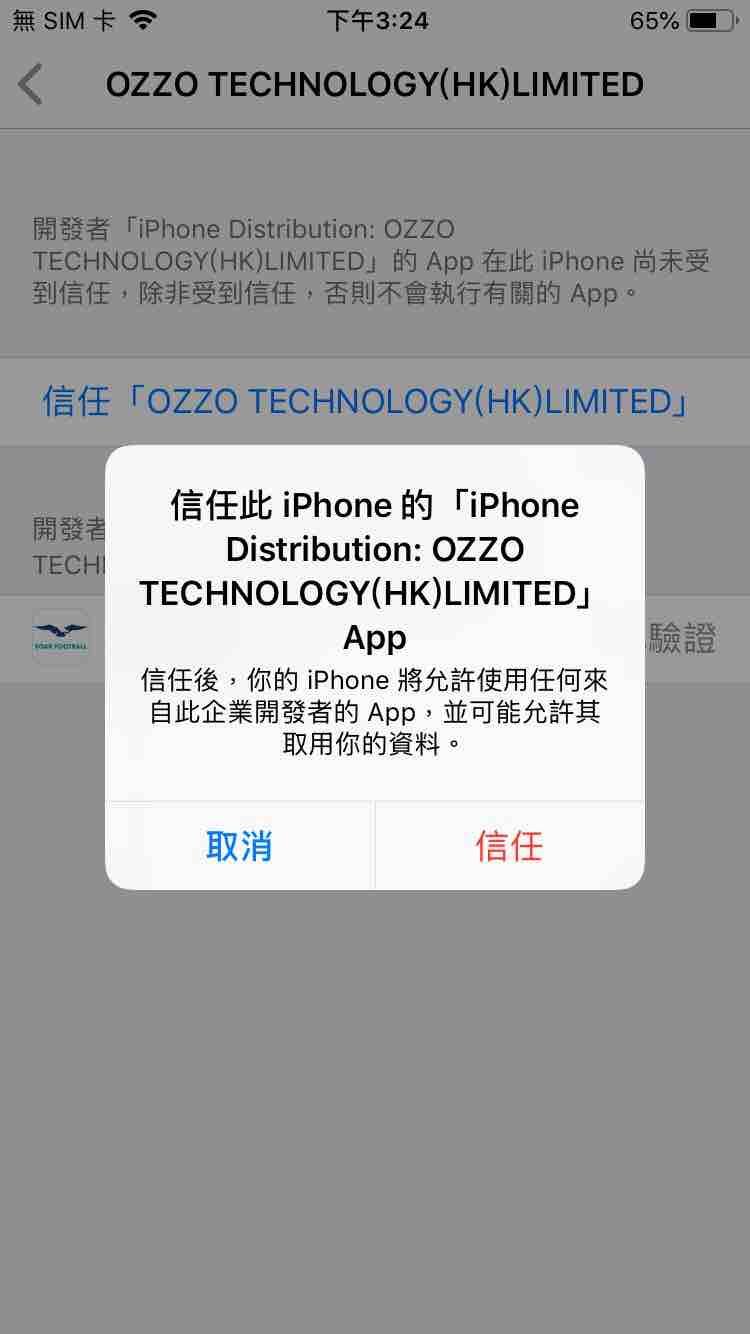 無 SIM 卡
下午3:24
65%
OZZO TECHNOLOGY(HK)LIMITED
開發者「iPhone Distribution: OZZO
TECHNOLOGY(HK)LIMITED」的 App 在此 iPhone 尚未受
到信任，除非受到信任，否則不會執行有關的 App。
信任「OZZO TECHNOLOGY(HK)LIMITED」
開發者
TECH
SOAR FOOTBALL
驗證
信任此 iPhone 的「iPhone
Distribution: OZZO
TECHNOLOGY(HK)LIMITED」
App
信任後，你的 iPhone 將允許使用任何來
自此企業開發者的 App，並可能允許其
取用你的資料。
取消
信任